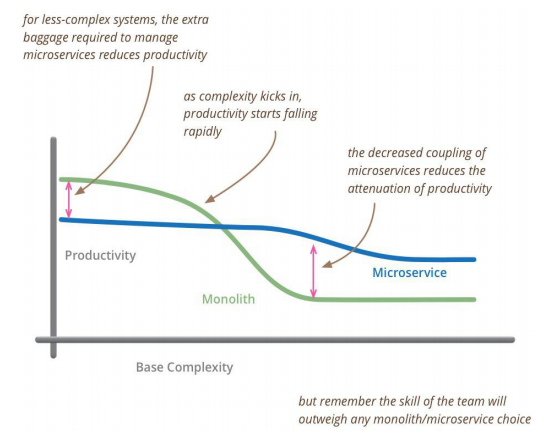 for less-complex systems, the extra
baggage required to manage
microservices reduces productivity
as complexity kicks in,
productivity starts falling
rapidly
the decreased coupling of
microservices reduces the
attenuation of productivity
Productivity
Microservice
Monolith
Base Complexity
but remember the skill of the team will
outweigh any monolith/microservice choice